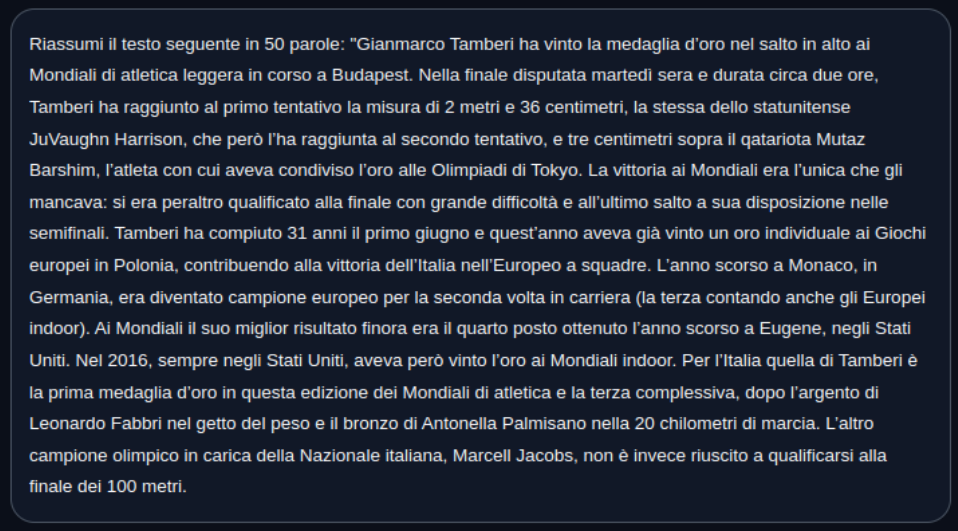 Riassumi il testo seguente in 50 parole: "Gianmarco Tamberi ha vinto la medaglia d’oro nel salto in alto ai
Mondiali di atletica leggera in corso a Budapest. Nella finale disputata martedì sera e durata circa due ore,
Tamberi ha raggiunto al primo tentativo la misura di 2 metri e 36 centimetri, la stessa dello statunitense
JuVaughn Harrison, che però l’ha raggiunta al secondo tentativo, e tre centimetri sopra il qatariota Mutaz
Barshim, l’atleta con cui aveva condiviso l’oro alle Olimpiadi di Tokyo. La vittoria ai Mondiali era l’unica che gli
mancava: si era peraltro qualificato alla finale con grande difficoltà e all’ultimo salto a sua disposizione nelle
semifinali. Tamberi ha compiuto 31 anni il primo giugno e quest’anno aveva già vinto un oro individuale ai Giochi
europei in Polonia, contribuendo alla vittoria dell’Italia nell’Europeo a squadre. L’anno scorso a Monaco, in
Germania, era diventato campione europeo per la seconda volta in carriera (la terza contando anche gli Europei
indoor). Ai Mondiali il suo miglior risultato finora era il quarto posto ottenuto l’anno scorso a Eugene, negli Stati
Uniti. Nel 2016, sempre negli Stati Uniti, aveva però vinto l’oro ai Mondiali indoor. Per l’Italia quella di Tamberi è
la prima medaglia d’oro in questa edizione dei Mondiali di atletica e la terza complessiva, dopo l’argento di
Leonardo Fabbri nel getto del peso e il bronzo di Antonella Palmisano nella 20 chilometri di marcia. L’altro
campione olimpico in carica della Nazionale italiana, Marcell Jacobs, non è invece riuscito a qualificarsi alla
finale dei 100 metri.